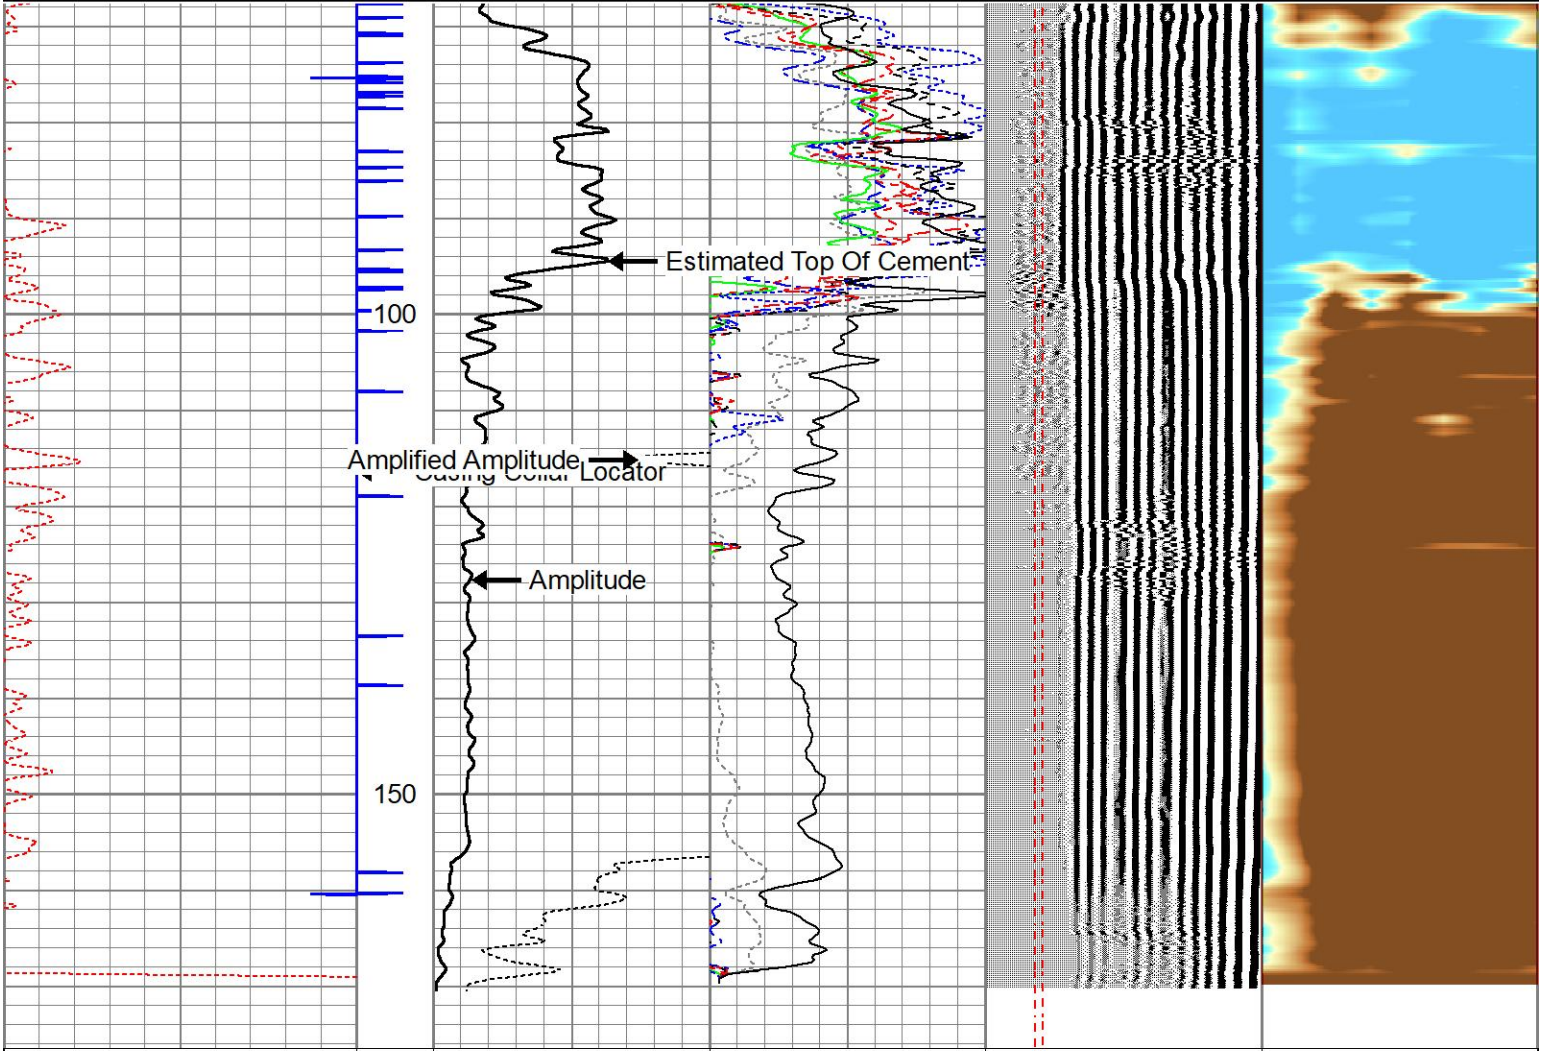 Estimated Top Of Cement
100
Amplified Amplitude
Casing Collar Locator
Amplitude
150